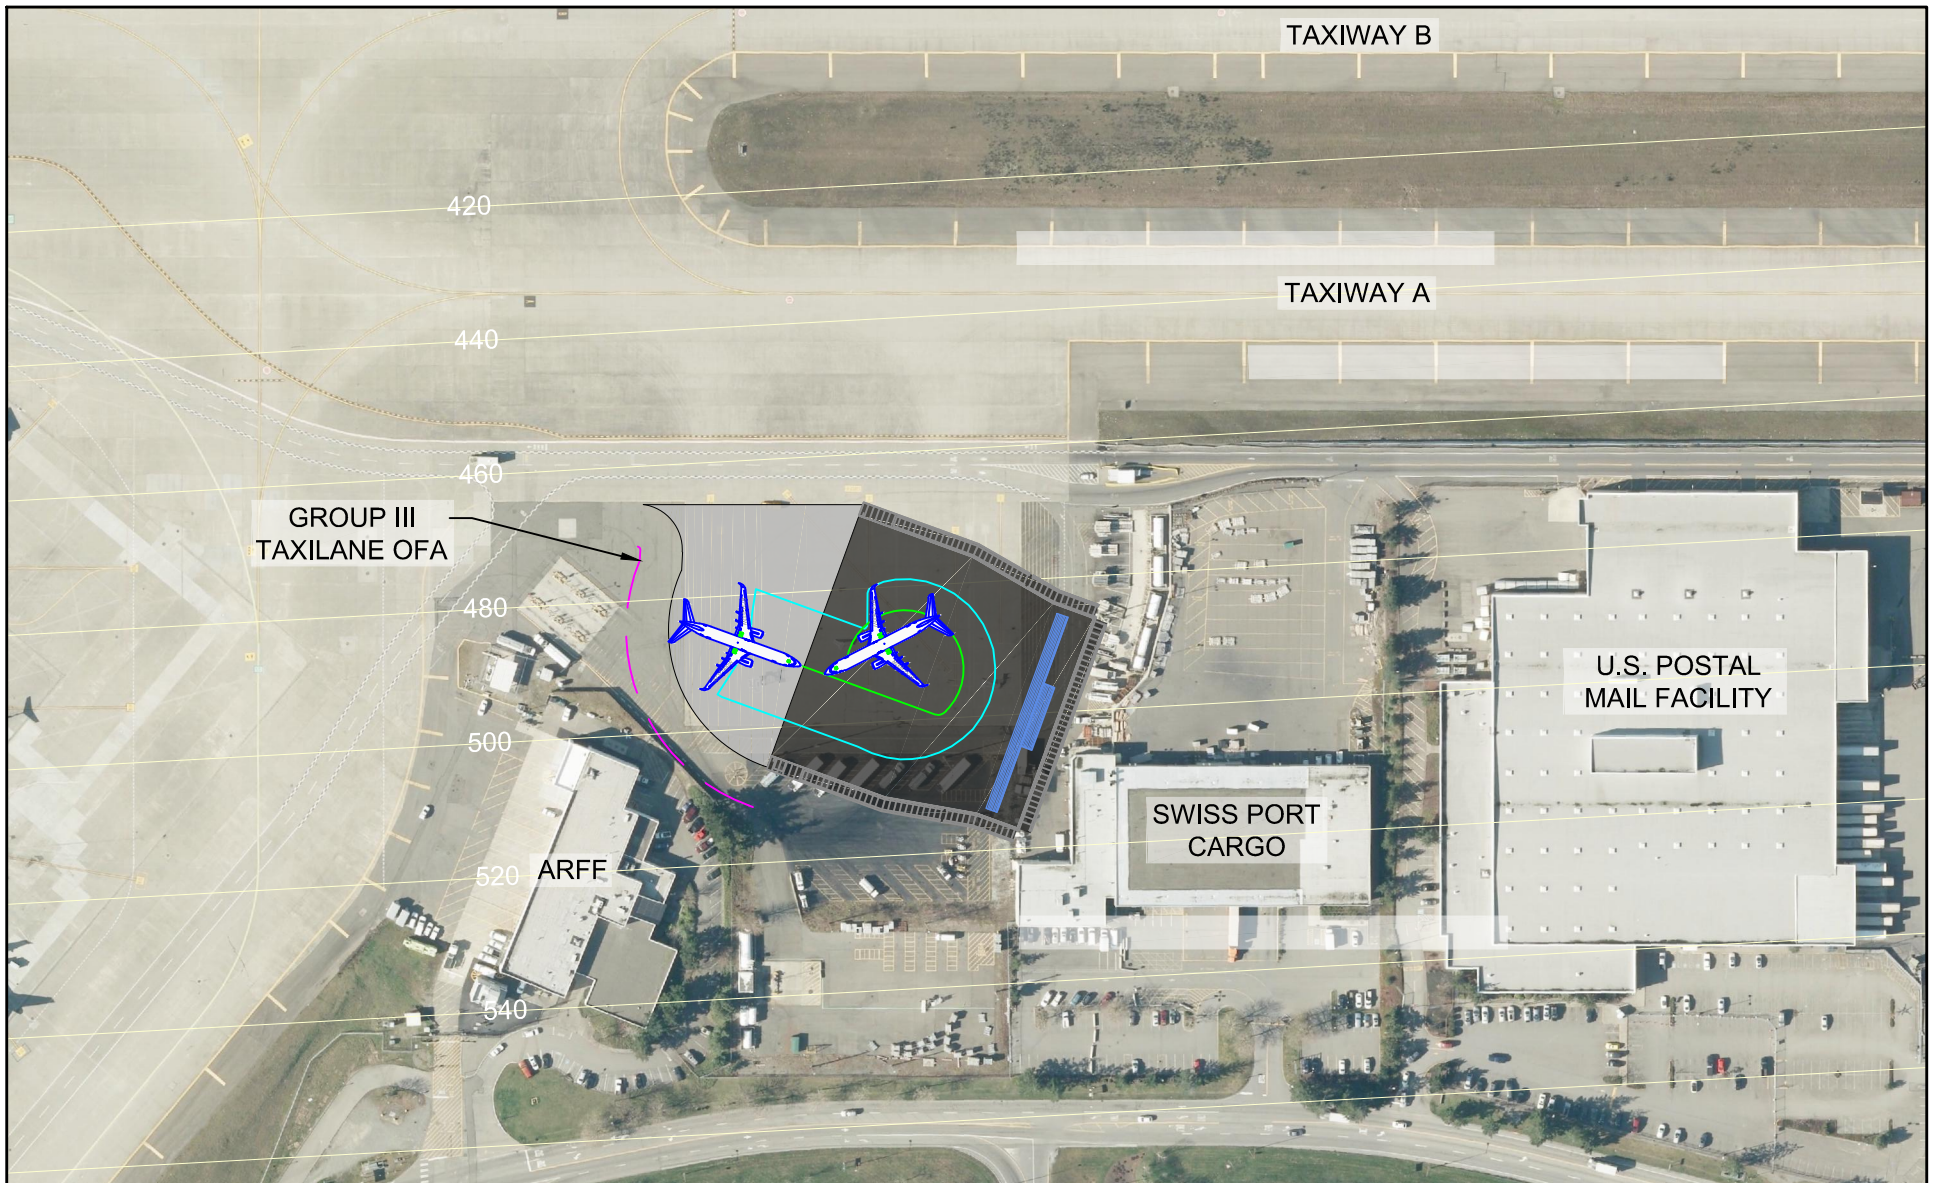 TAXIWAY B
420
TAXIWAY A
440
460
GROUP III
TAXILANE OFA
480
U.S. POSTAL
MAIL FACILITY
500
SWISS PORT
CARGO
520
ARFF
540